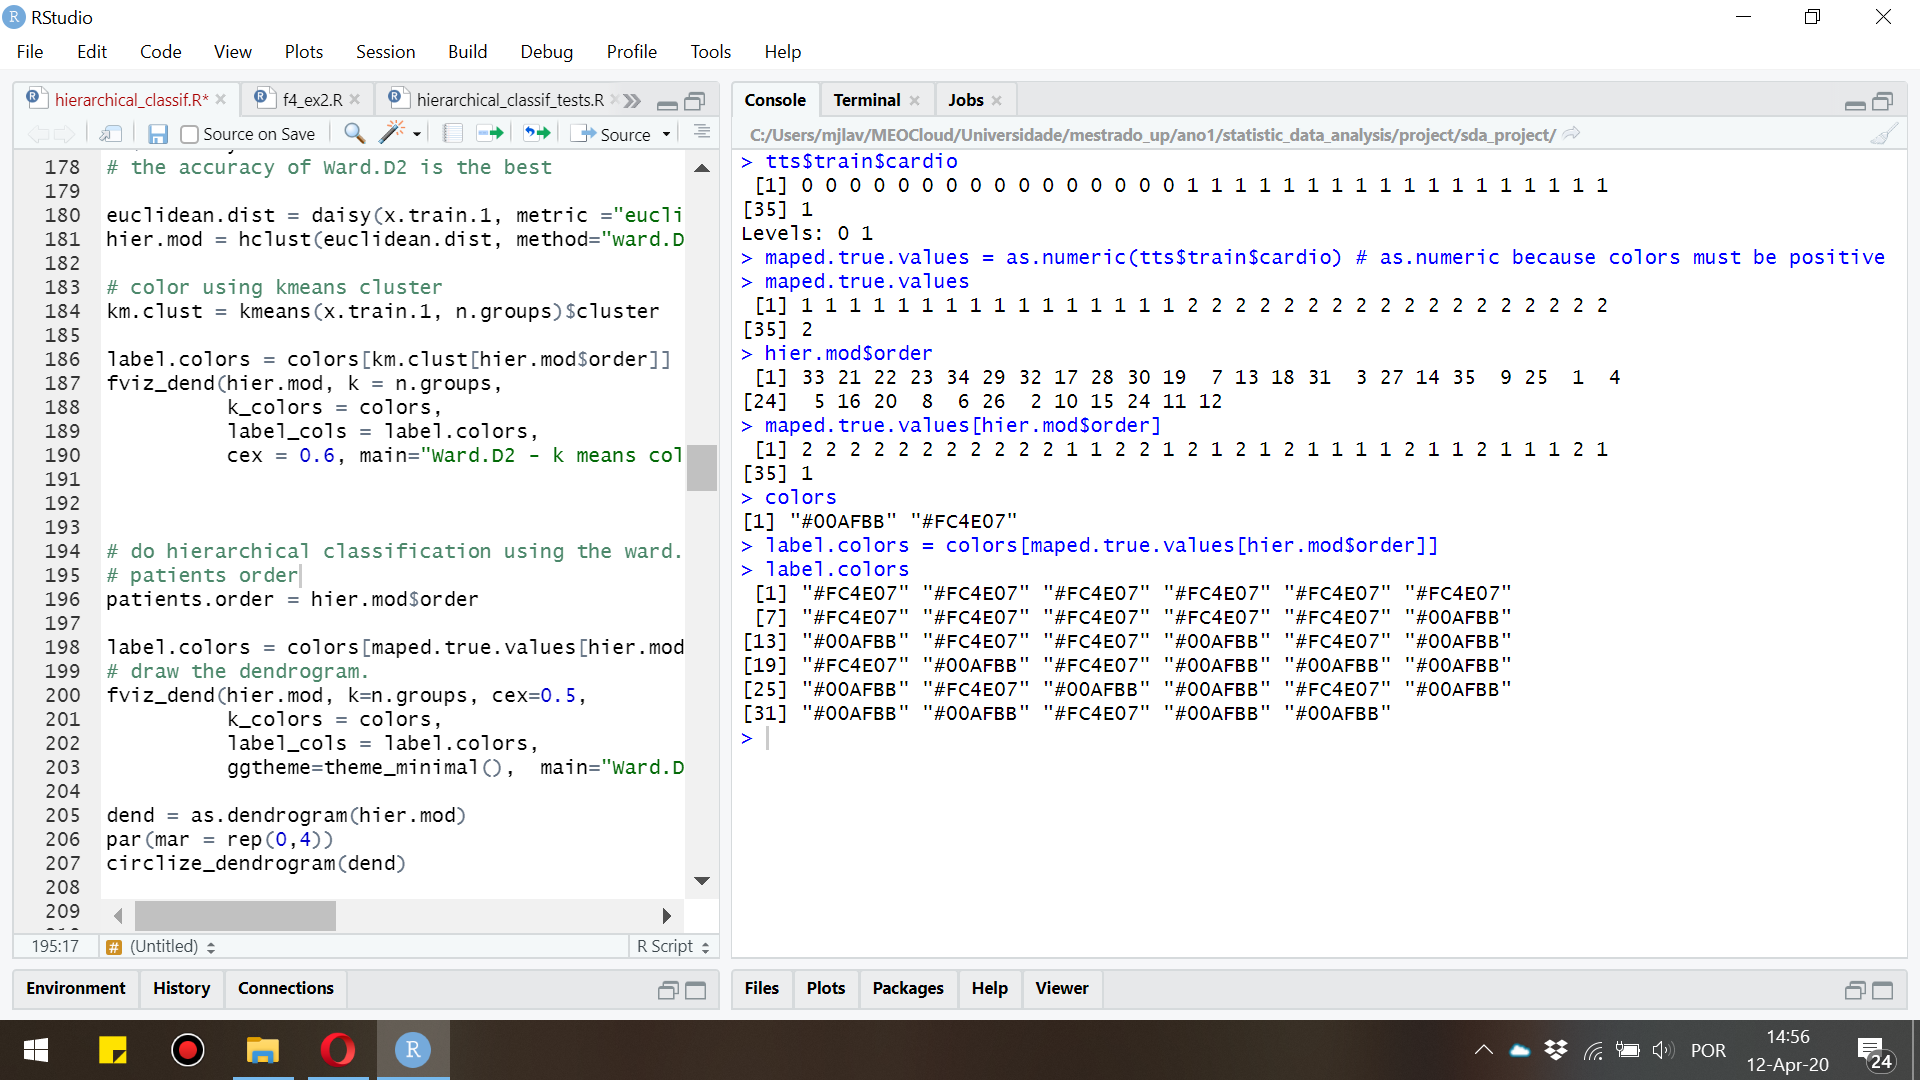 RStudio
File Edit Code View Plots Session Build Debug Profile Tools Help
hierarchical_classif.R* f4_ex2.R hierarchical_classif_tests.R
Source on Save Source
178 # the accuracy of Ward.D2 is the best
179
180 euclidean.dist = daisy(x.train.1, metric ="eucli
181 hier.mod = hclust(euclidean.dist, method="ward.D
182
183 # color using kmeans cluster
184 km.clust = kmeans(x.train.1, n.groups)$cluster
185
186 label.colors = colors[km.clust[hier.mod$order]]
187 fviz_dend(hier.mod, k = n.groups,
188 k_colors = colors,
189 label_cols = label.colors,
190 cex = 0.6, main="Ward.D2 - k means col
191
192
193
194 # do hierarchical classification using the ward.
195 # patients order
196 patients.order = hier.mod$order
197
198 label.colors = colors[maped.true.values[hier.mod
199 # draw the dendrogram.
200 fviz_dend(hier.mod, k=n.groups, cex=0.5,
201 k_colors = colors,
202 label_cols = label.colors,
203 ggtheme=theme_minimal(), main="Ward.D
204
205 dend = as.dendrogram(hier.mod)
206 par(mar = rep(0,4))
207 circlize_dendrogram(dend)
208
209
195:17 # (Untitled) R Script
Environment History Connections
Console Terminal Jobs
C:/Users/mjlav/MEOCloud/Universidade/mestrado_up/ano1/statistic_data_analysis/project/sda_project/
> tts$train$cardio
[1] 0 0 0 0 0 0 0 0 0 0 0 0 0 0 0 0 1 1 1 1 1 1 1 1 1 1 1 1 1 1 1 1 1 1
[35] 1
Levels: 0 1
> maped.true.values = as.numeric(tts$train$cardio) # as.numeric because colors must be positive
> maped.true.values
[1] 1 1 1 1 1 1 1 1 1 1 1 1 1 1 1 1 2 2 2 2 2 2 2 2 2 2 2 2 2 2 2 2 2 2
[35] 2
> hier.mod$order
[1] 33 21 22 23 34 29 32 17 28 30 19 7 13 18 31 3 27 14 35 9 25 1 4
[24] 5 16 20 8 6 26 2 10 15 24 11 12
> maped.true.values[hier.mod$order]
[1] 2 2 2 2 2 2 2 2 2 2 2 1 1 2 2 1 2 1 2 1 2 1 1 1 1 2 1 1 2 1 1 1 2 1
[35] 1
> colors
[1] "#00AFBB" "#FC4E07"
> label.colors = colors[maped.true.values[hier.mod$order]]
> label.colors
[1] "#FC4E07" "#FC4E07" "#FC4E07" "#FC4E07" "#FC4E07" "#FC4E07"
[7] "#FC4E07" "#FC4E07" "#FC4E07" "#FC4E07" "#FC4E07" "#00AFBB"
[13] "#00AFBB" "#FC4E07" "#FC4E07" "#00AFBB" "#FC4E07" "#00AFBB"
[19] "#FC4E07" "#00AFBB" "#FC4E07" "#00AFBB" "#00AFBB" "#00AFBB"
[25] "#00AFBB" "#FC4E07" "#00AFBB" "#00AFBB" "#FC4E07" "#00AFBB"
[31] "#00AFBB" "#00AFBB" "#FC4E07" "#00AFBB" "#00AFBB"
>
Files Plots Packages Help Viewer
POR 14:56
12-Apr-20 24